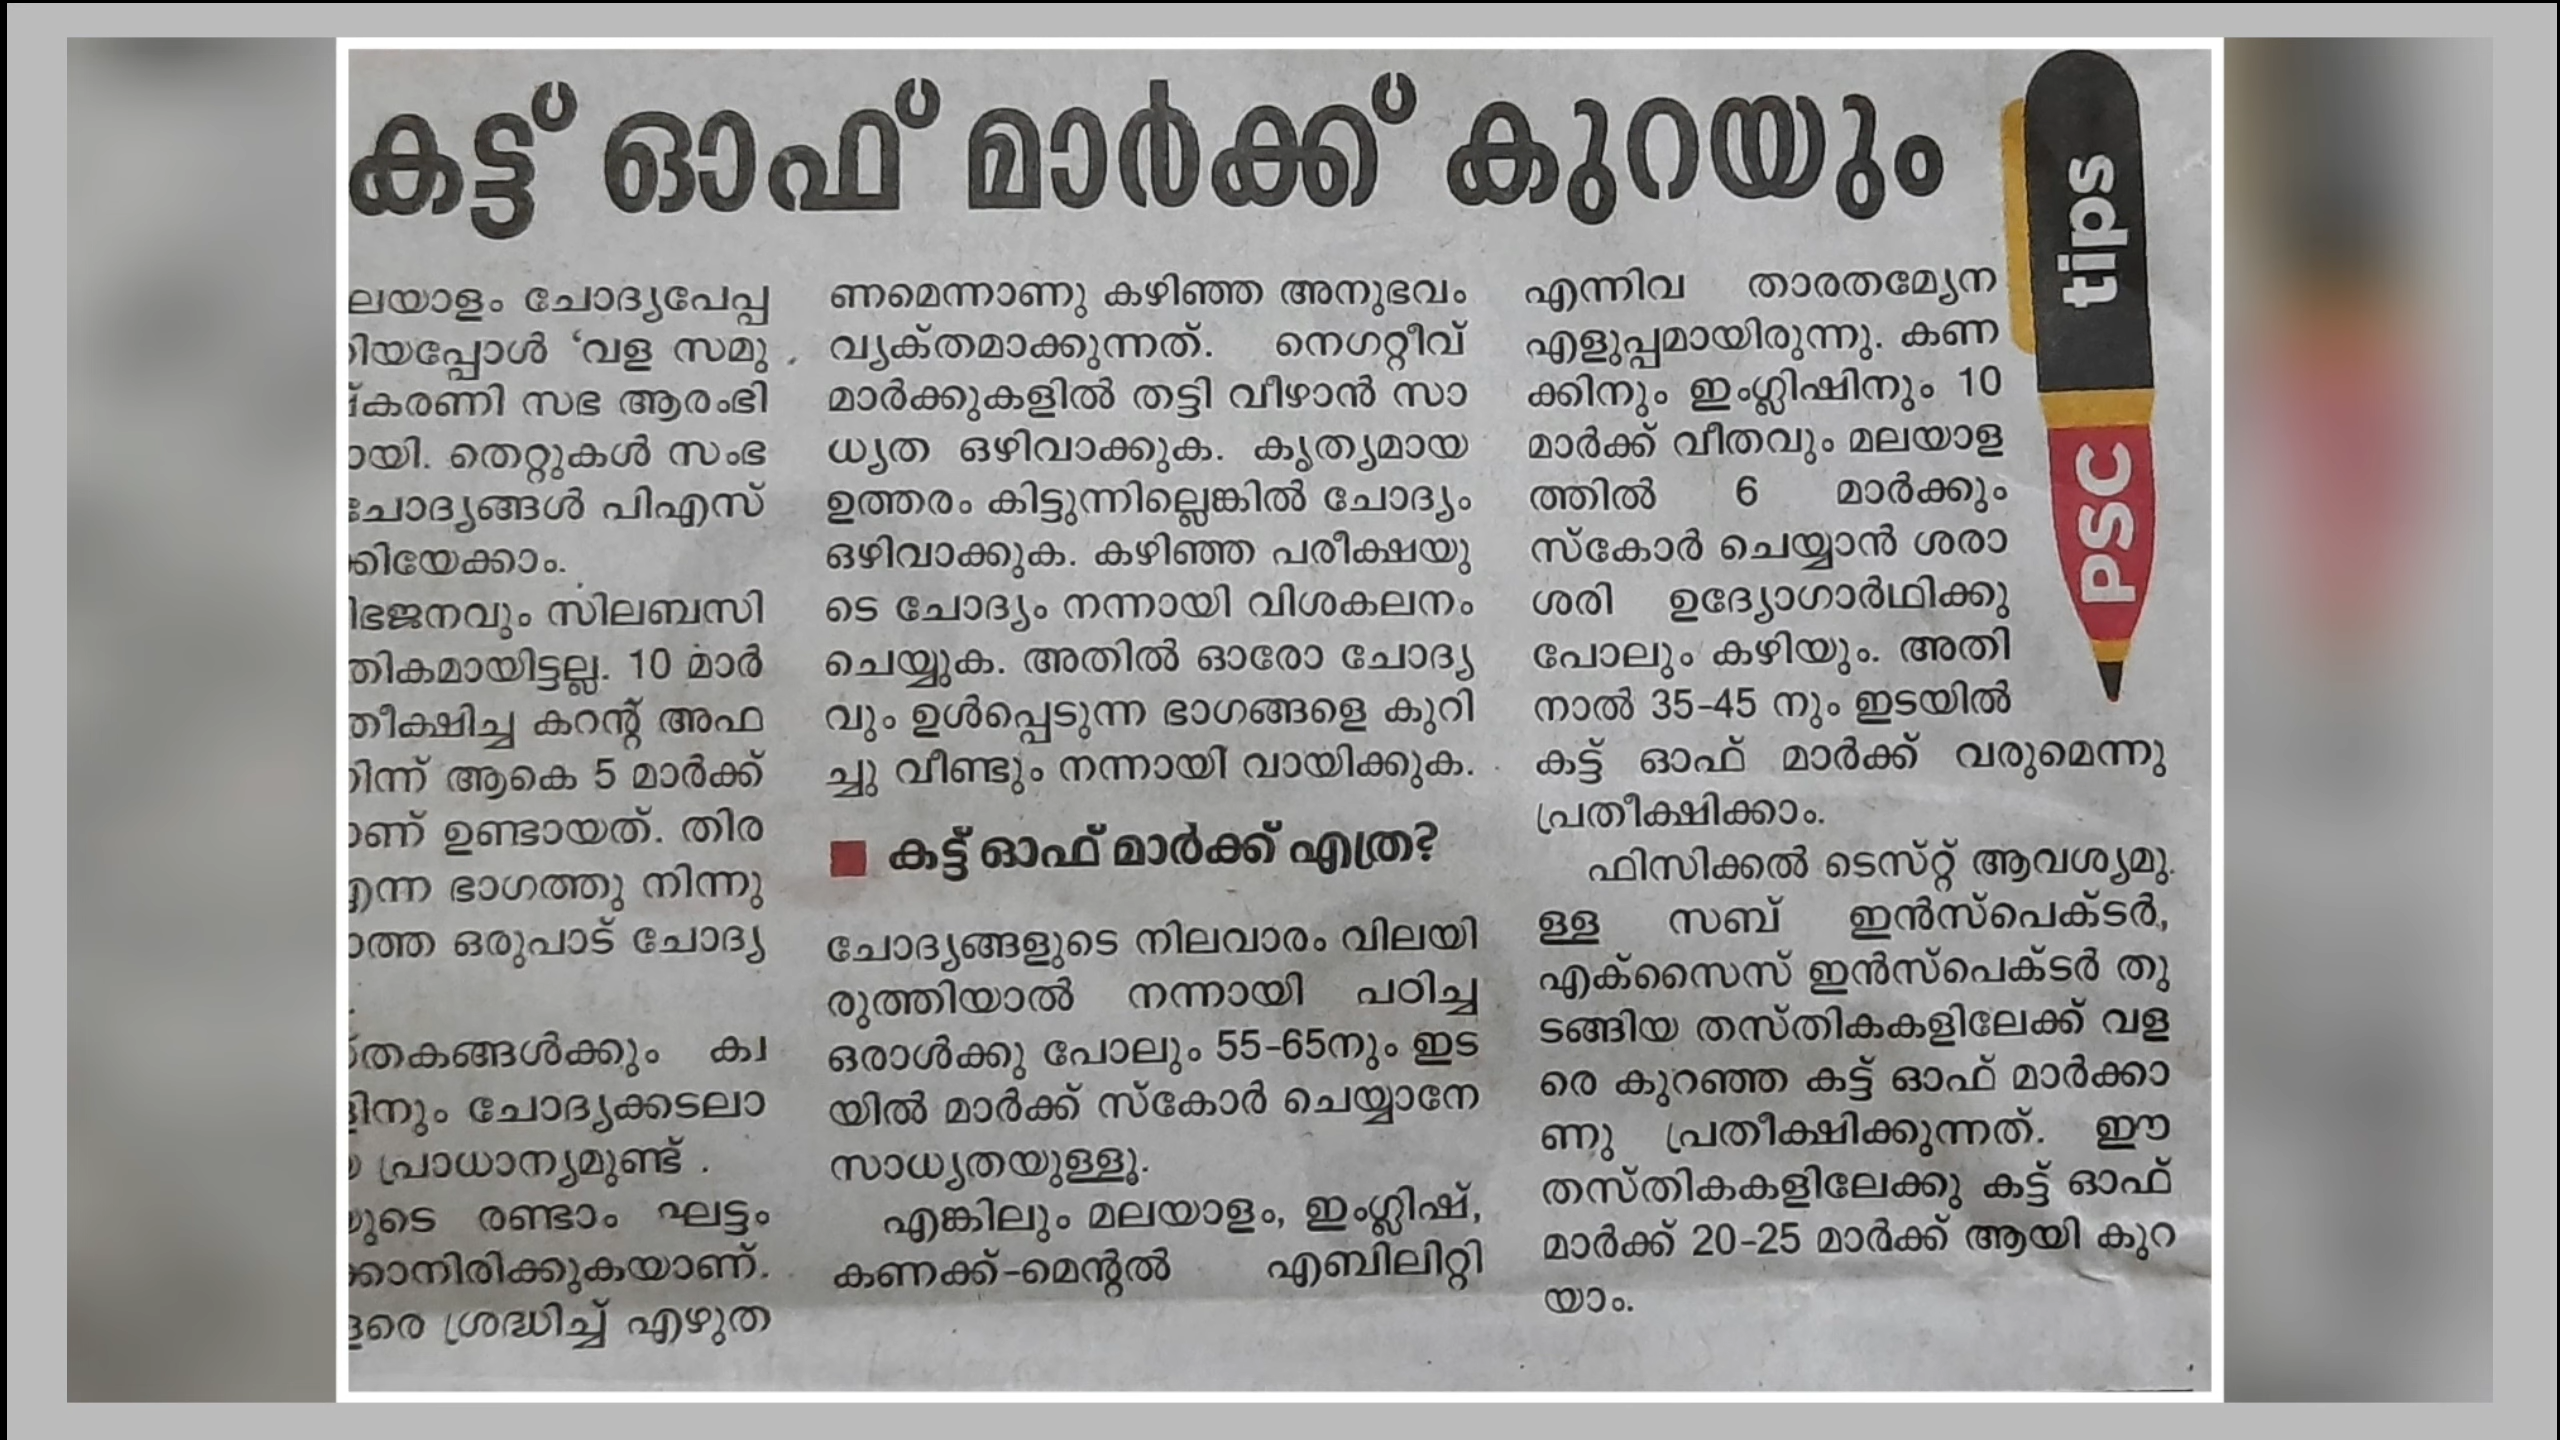 കട്ട് ഓഫ് മാർക്ക് കുറയും
tips
PSC
ലയാളം ചോദ്യപേപ്പ
ിയപ്പോൾ ‘വള സമു
കരണി സഭ ആരംഭി
ായി. തെറ്റുകൾ സംഭ
ചോദ്യങ്ങൾ പിഎസ്
ക്കിയേക്കാം.
ിഭജനവും സിലബസി
തികമായിട്ടല്ല. 10 മാർ
തീക്ഷിച്ച കറന്റ് അഫ
ിന്ന് ആകെ 5 മാർക്ക്
ാണ് ഉണ്ടായത്. തിര
എന്ന ഭാഗത്തു നിന്നു
ാത്ത ഒരുപാട് ചോദ്യ
.
തകങ്ങൾക്കും ക്വ
ിനും ചോദ്യക്കടലാ
പ്രാധാന്യമുണ്ട് .
യുടെ രണ്ടാം ഘട്ടം
ക്കാനിരിക്കുകയാണ്.
ളരെ ശ്രദ്ധിച്ച് എഴുത
ണമെന്നാണു കഴിഞ്ഞ അനുഭവം
വ്യക്തമാക്കുന്നത്. നെഗറ്റീവ്
മാർക്കുകളിൽ തട്ടി വീഴാൻ സാ
ധ്യത ഒഴിവാക്കുക. കൃത്യമായ
ഉത്തരം കിട്ടുന്നില്ലെങ്കിൽ ചോദ്യം
ഒഴിവാക്കുക. കഴിഞ്ഞ പരീക്ഷയു
ടെ ചോദ്യം നന്നായി വിശകലനം
ചെയ്യുക. അതിൽ ഓരോ ചോദ്യ
വും ഉൾപ്പെടുന്ന ഭാഗങ്ങളെ കുറി
ച്ചു വീണ്ടും നന്നായി വായിക്കുക.
കട്ട് ഓഫ് മാർക്ക് എത്ര?
ചോദ്യങ്ങളുടെ നിലവാരം വിലയി
രുത്തിയാൽ നന്നായി പഠിച്ച
ഒരാൾക്കു പോലും 55-65നും ഇട
യിൽ മാർക്ക് സ്കോർ ചെയ്യാനേ
സാധ്യതയുള്ളൂ.
എങ്കിലും മലയാളം, ഇംഗ്ലിഷ്,
കണക്ക്-മെന്റൽ എബിലിറ്റി
എന്നിവ താരതമ്യേന
എളുപ്പമായിരുന്നു. കണ
ക്കിനും ഇംഗ്ലിഷിനും 10
മാർക്ക് വീതവും മലയാള
ത്തിൽ 6 മാർക്കും
സ്കോർ ചെയ്യാൻ ശരാ
ശരി ഉദ്യോഗാർഥിക്കു
പോലും കഴിയും. അതി
നാൽ 35-45 നും ഇടയിൽ
കട്ട് ഓഫ് മാർക്ക് വരുമെന്നു
പ്രതീക്ഷിക്കാം.
ഫിസിക്കൽ ടെസ്റ്റ് ആവശ്യമു
ള്ള സബ് ഇൻസ്പെക്ടർ,
എക്സൈസ് ഇൻസ്പെക്ടർ തു
ടങ്ങിയ തസ്തികകളിലേക്ക് വള
രെ കുറഞ്ഞ കട്ട് ഓഫ് മാർക്കാ
ണു പ്രതീക്ഷിക്കുന്നത്. ഈ
തസ്തികകളിലേക്കു കട്ട് ഓഫ്
മാർക്ക് 20-25 മാർക്ക് ആയി കുറ
യാം.